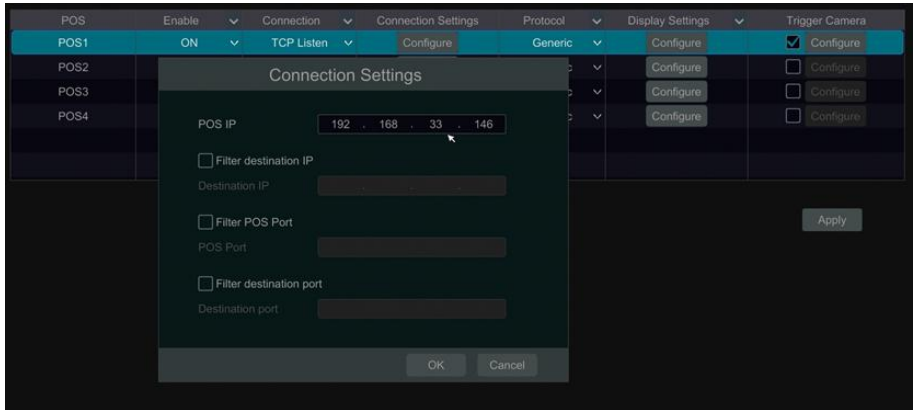 POS Enable Connection Connection Settings Protocol Display Settings Trigger Camera
POS1 ON TCP Listen Configure Generic Configure Configure
POS2 Configure Configure
POS3 Configure Configure
POS4 Configure Configure
Connection Settings
POS IP 192 . 168 . 33 . 146
Filter destination IP
Destination IP
Filter POS Port
POS Port
Filter destination port
Destination port
Apply
OK Cancel